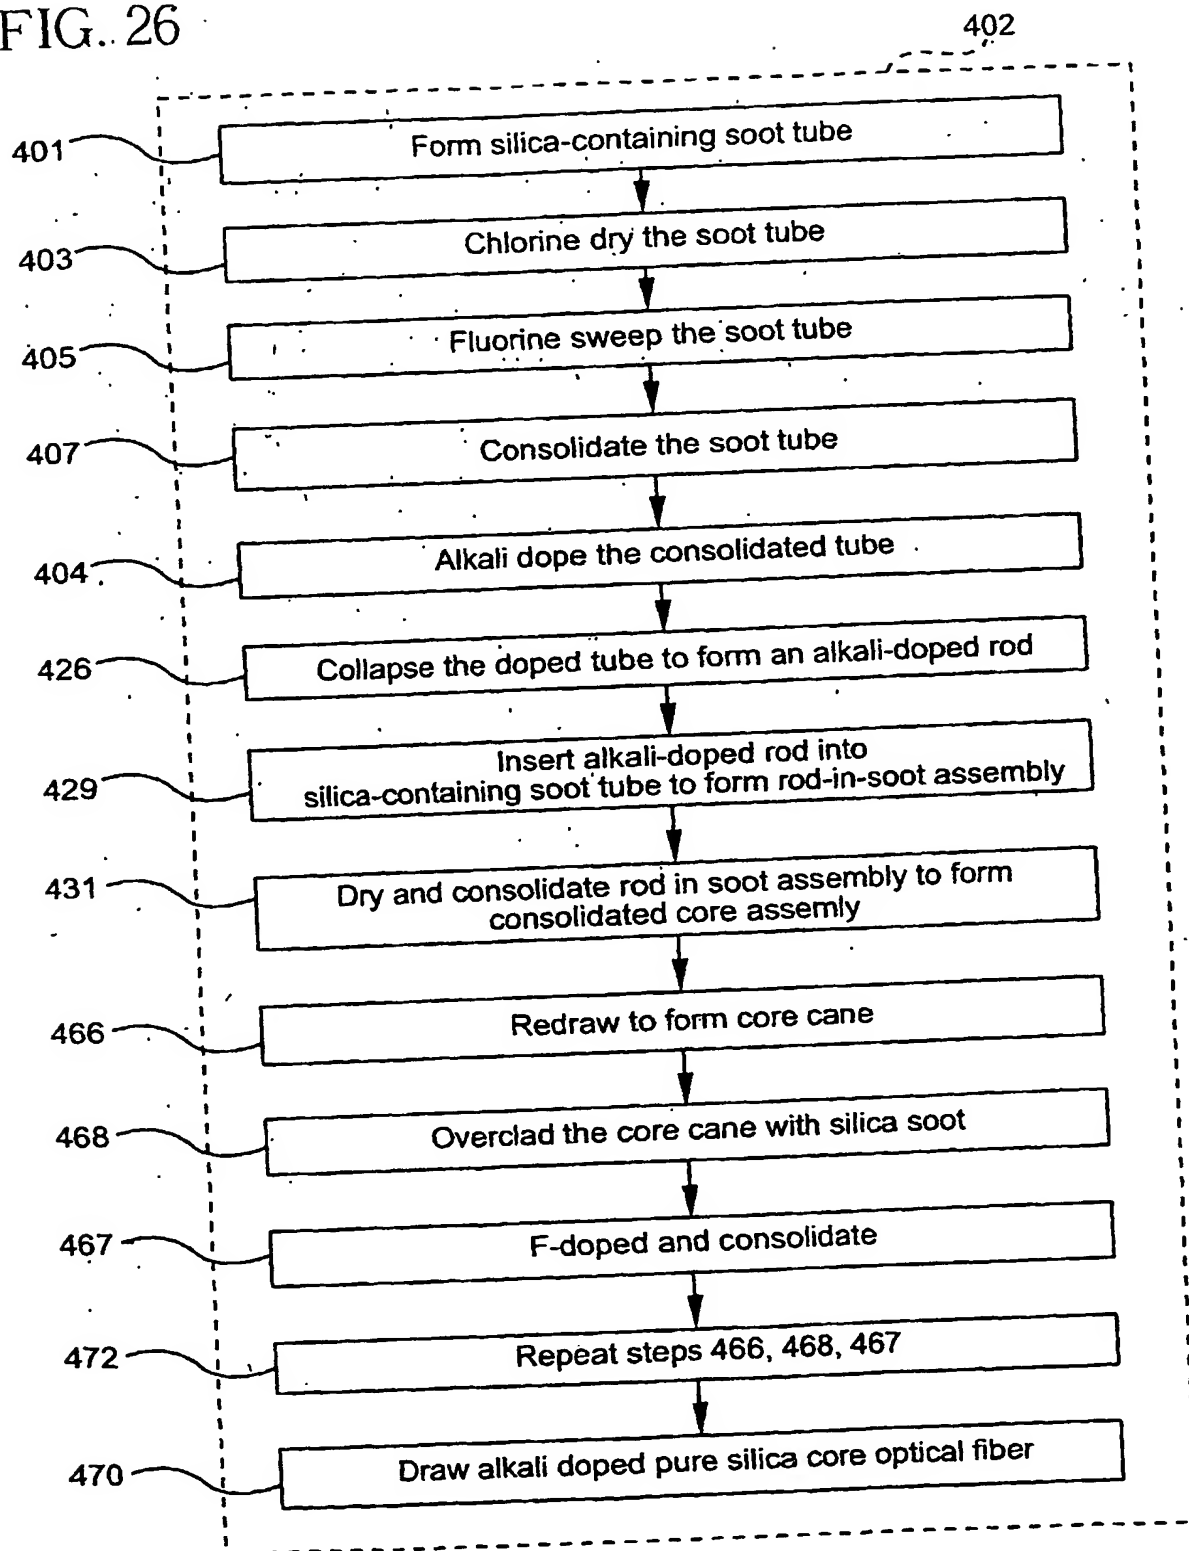 FIG. 26
402
401
Form silica-containing soot tube
403
Chlorine dry the soot tube
405
Fluorine sweep the soot tube
407
Consolidate the soot tube
404
Alkali dope the consolidated tube
426
Collapse the doped tube to form an alkali-doped rod
429
Insert alkali-doped rod into
silica-containing soot tube to form rod-in-soot assembly
431
Dry and consolidate rod in soot assembly to form
consolidated core assemly
466
Redraw to form core cane
468
Overclad the core cane with silica soot
467
F-doped and consolidate
472
Repeat steps 466, 468, 467
470
Draw alkali doped pure silica core optical fiber